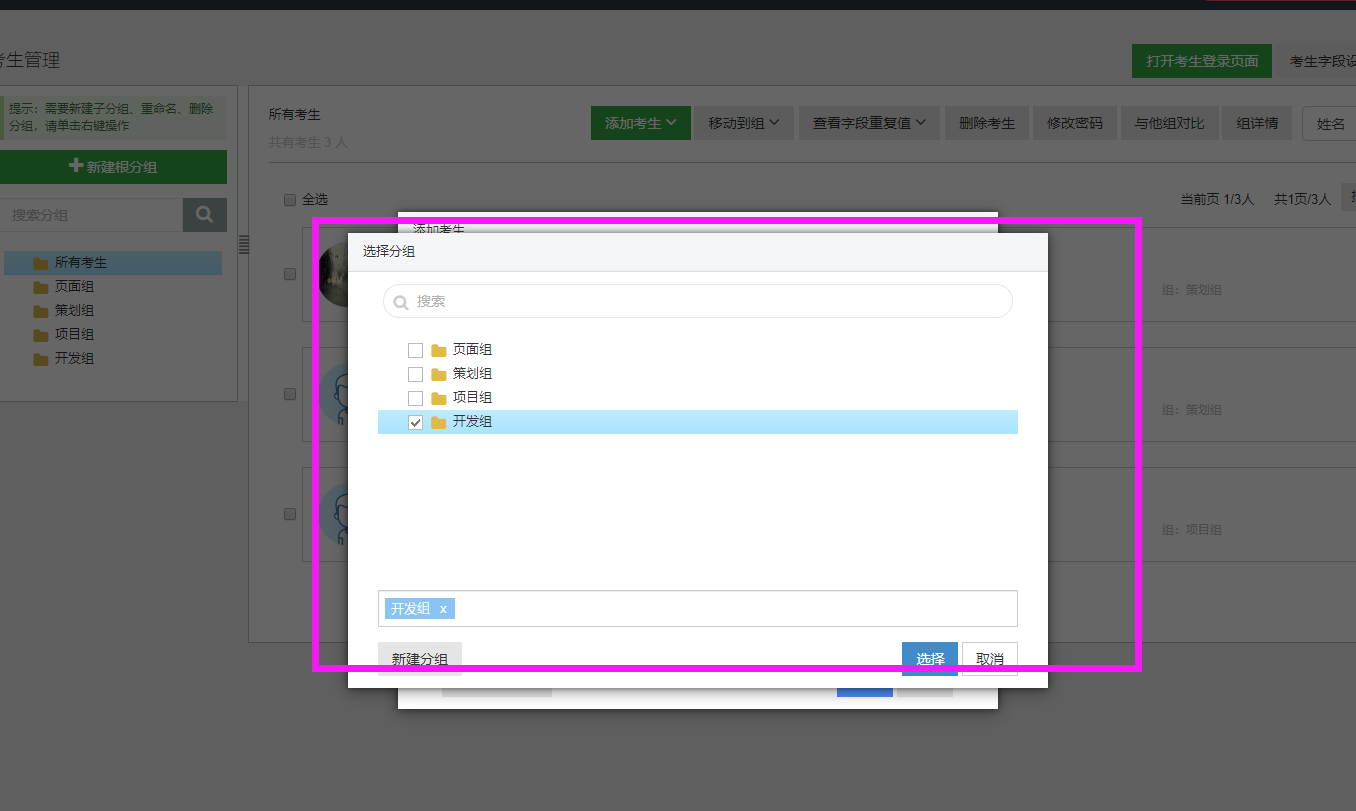 考生管理
打开考生登录页面
考生字段设
提示：需要新建子分组、重命名、删除
分组，请单击右键操作
新建根分组
搜索分组
所有考生
页面组
策划组
项目组
开发组
所有考生
共有考生 3 人
添加考生
移动到组
查看字段重复值
删除考生
修改密码
与他组对比
组详情
姓名
全选
当前页 1/3人
共1页/3人
添加考生
选择分组
搜索
页面组
策划组
项目组
开发组
开发组 x
新建分组
选择
取消
组：策划组
组：策划组
组：项目组